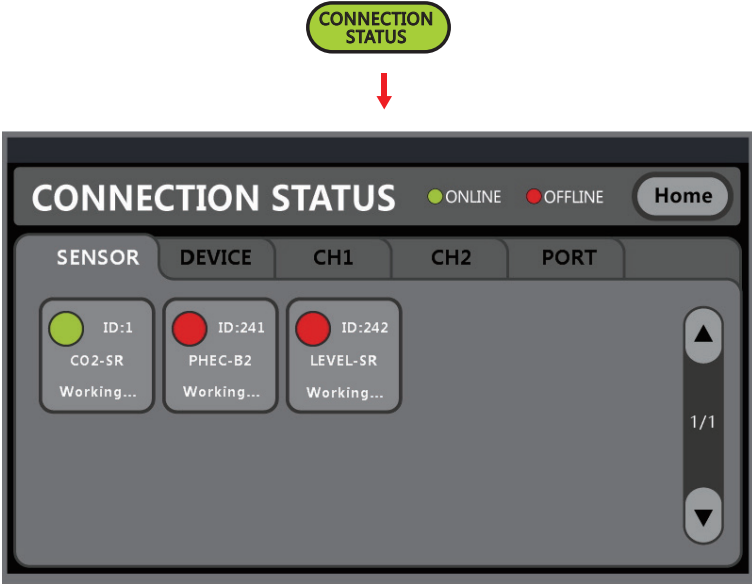 CONNECTION
STATUS
CONNECTION STATUS ONLINE OFFLINE Home
SENSOR DEVICE CH1 CH2 PORT
ID:1 ID:241 ID:242
CO2-SR PHEC-B2 LEVEL-SR
Working... Working... Working...
▲
1/1
▼